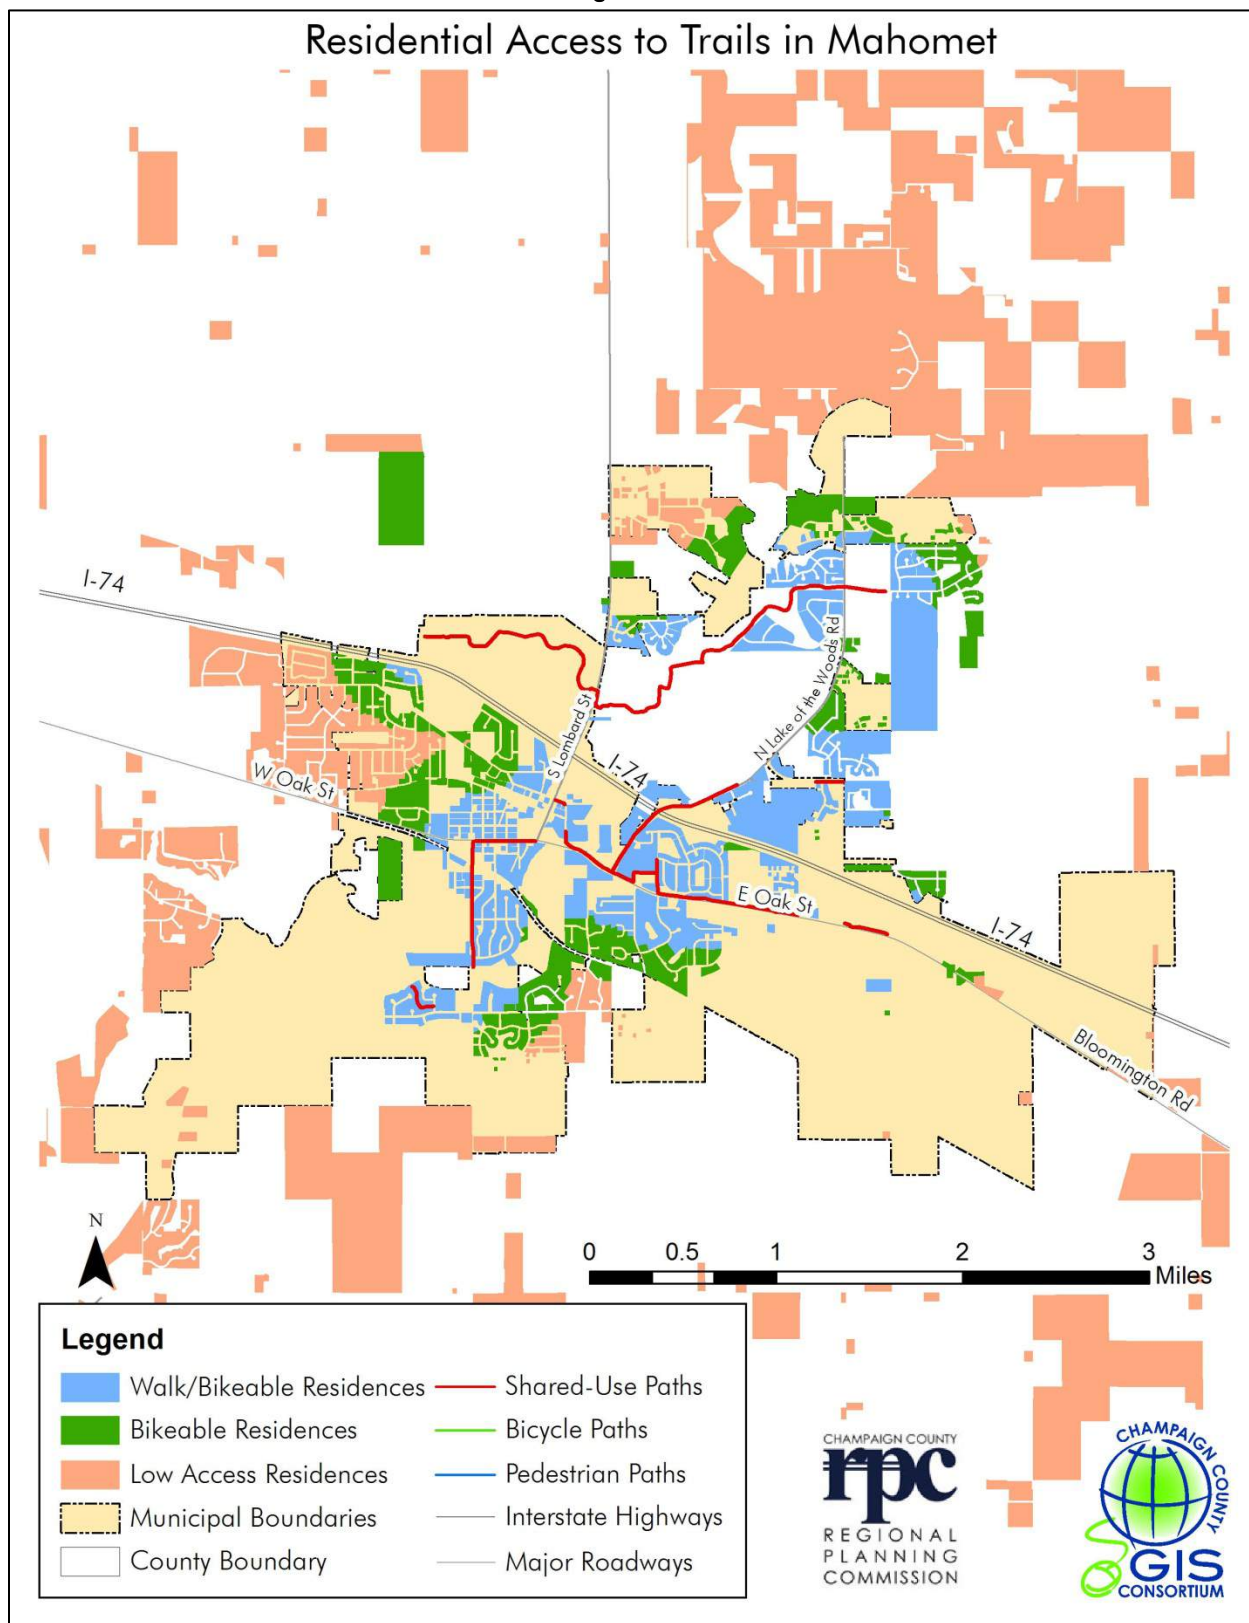 Residential Access to Trails in Mahomet
I-74
N Lake of the Woods Rd
S Lombard St
I-74
W Oak St
E Oak St
I-74
Bloomington Rd
N
0 0.5 1 2 3
Miles
Legend
Walk/Bikeable Residences
Bikeable Residences
Low Access Residences
Municipal Boundaries
County Boundary
Shared-Use Paths
Bicycle Paths
Pedestrian Paths
Interstate Highways
Major Roadways
CHAMPAIGN COUNTY
rpc
REGIONAL
PLANNING
COMMISSION
CHAMPAIGN COUNTY
GIS
CONSORTIUM